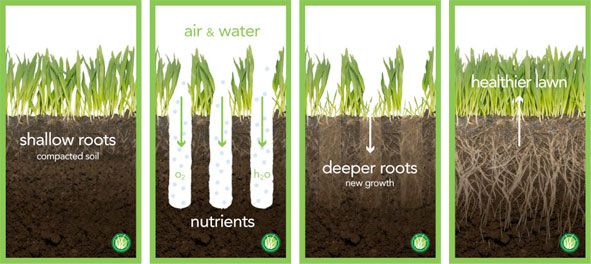 shallow roots
compacted soil
air & water
o₂
h₂o
nutrients
deeper roots
new growth
healthier lawn